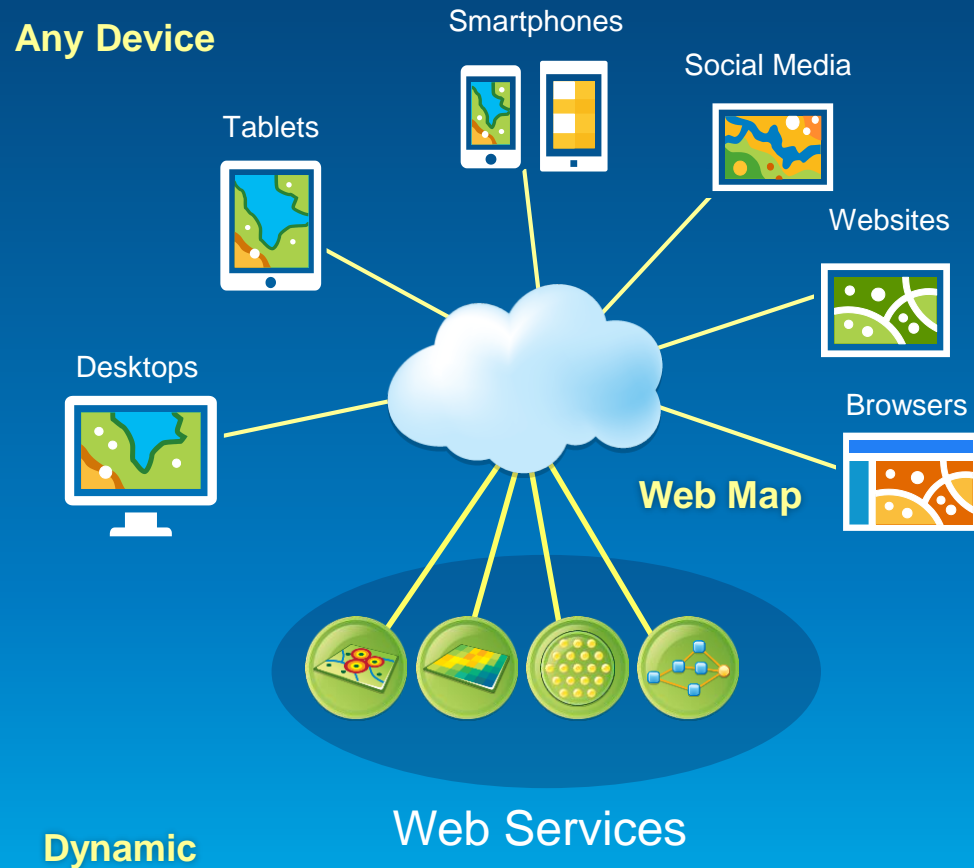 Any Device
Smartphones
Social Media
Tablets
Websites
Desktops
Browsers
Web Map
Web Services
Dynamic